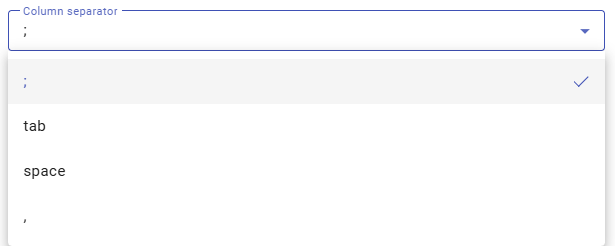 Column separator
;
;
tab
space
,